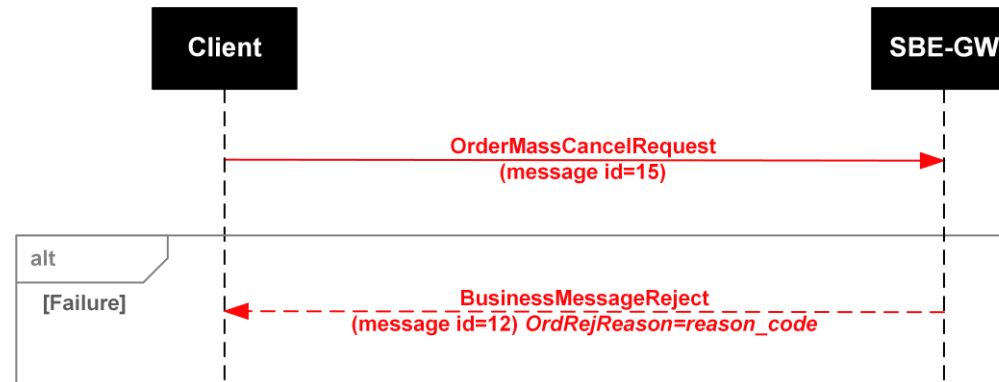 Client
SBE-GW
OrderMassCancelRequest
(message id=15)
alt
[Failure]
BusinessMessageReject
(message id=12) OrdRejReason=reason_code